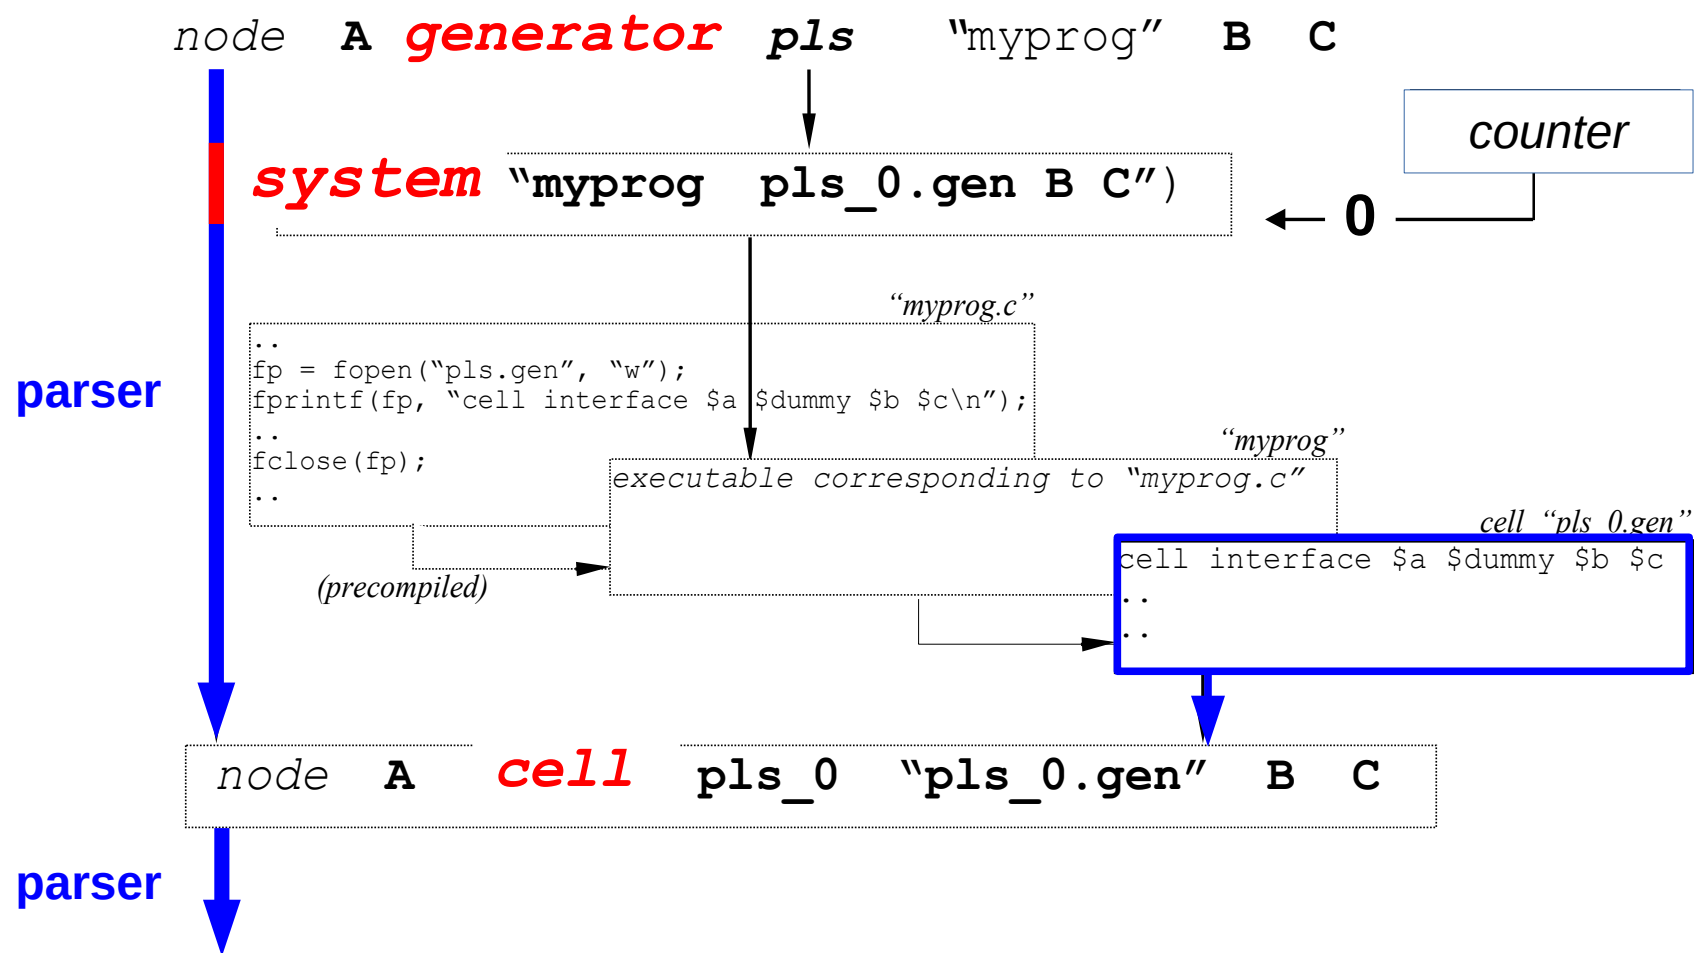 node A generator pls “myprog” B C
counter
system “myprog pls_0.gen B C”)
0
“myprog.c”
..
fp = fopen(“pls.gen”, “w”);
fprintf(fp, “cell interface $a $dummy $b $c\n”);
..
fclose(fp);
..
parser
“myprog”
executable corresponding to “myprog.c”
(precompiled)
cell “pls_0.gen”
cell interface $a $dummy $b $c
..
..
node A cell pls_0 “pls_0.gen” B C
parser